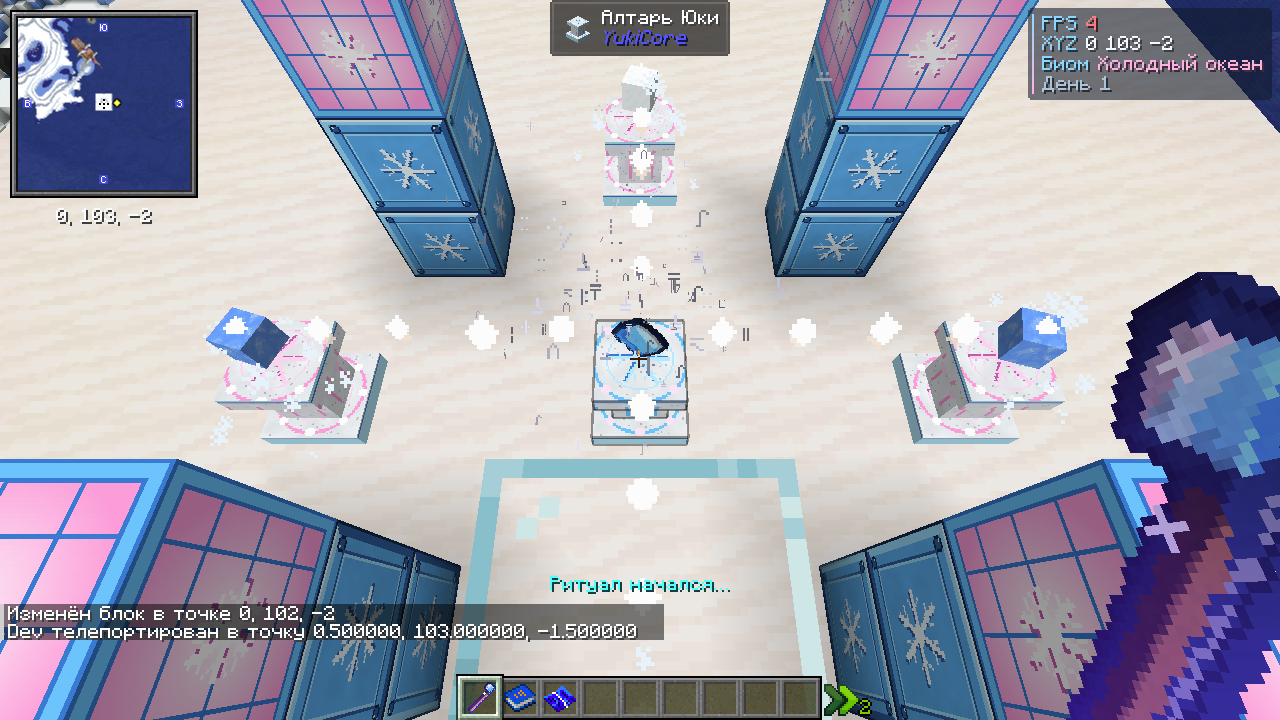 Ю
Б
З
С
0, 103, -2
Алтарь Юки
YukiCore
FPS 4
XYZ 0 103 -2
Биом Холодный океан
День 1
Ритуал начался...
Изменён блок в точке 0, 102, -2
Dev телепортирован в точку 0.500000, 103.000000, -1.500000
2